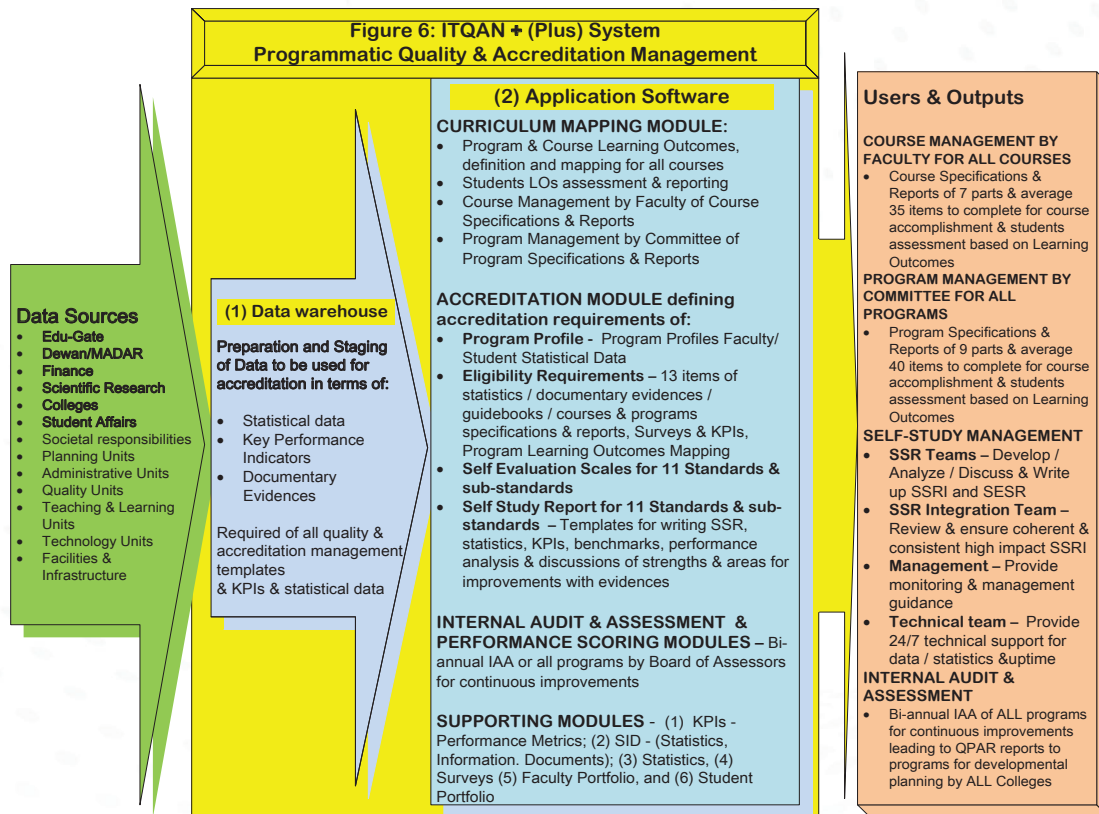 Figure 6: ITQAN + (Plus) System
Programmatic Quality & Accreditation Management
Data Sources
• Edu-Gate
• Dewan/MADAR
• Finance
• Scientific Research
• Colleges
• Student Affairs
• Societal responsibilities
• Planning Units
• Administrative Units
• Quality Units
• Teaching & Learning
Units
• Technology Units
• Facilities &
Infrastructure
(1) Data warehouse
Preparation and Staging
of Data to be used for
accreditation in terms of:
• Statistical data
• Key Performance
Indicators
• Documentary
Evidences
Required of all quality &
accreditation management
templates
& KPIs & statistical data
(2) Application Software
CURRICULUM MAPPING MODULE:
• Program & Course Learning Outcomes,
definition and mapping for all courses
• Students LOs assessment & reporting
• Course Management by Faculty of Course
Specifications & Reports
• Program Management by Committee of
Program Specifications & Reports
ACCREDITATION MODULE defining
accreditation requirements of:
• Program Profile - Program Profiles Faculty/
Student Statistical Data
• Eligibility Requirements – 13 items of
statistics / documentary evidences /
guidebooks / courses & programs
specifications & reports, Surveys & KPIs,
Program Learning Outcomes Mapping
• Self Evaluation Scales for 11 Standards &
sub-standards
• Self Study Report for 11 Standards & sub-
standards – Templates for writing SSR,
statistics, KPIs, benchmarks, performance
analysis & discussions of strengths & areas for
improvements with evidences
INTERNAL AUDIT & ASSESSMENT &
PERFORMANCE SCORING MODULES – Bi-
annual IAA or all programs by Board of Assessors
for continuous improvements
SUPPORTING MODULES - (1) KPIs -
Performance Metrics; (2) SID - (Statistics,
Information. Documents); (3) Statistics, (4)
Surveys (5) Faculty Portfolio, and (6) Student
Portfolio
Users & Outputs
COURSE MANAGEMENT BY
FACULTY FOR ALL COURSES
• Course Specifications &
Reports of 7 parts & average
35 items to complete for course
accomplishment & students
assessment based on Learning
Outcomes
PROGRAM MANAGEMENT BY
COMMITTEE FOR ALL
PROGRAMS
• Program Specifications &
Reports of 9 parts & average
40 items to complete for course
accomplishment & students
assessment based on Learning
Outcomes
SELF-STUDY MANAGEMENT
• SSR Teams – Develop /
Analyze / Discuss & Write
up SSRI and SESR
• SSR Integration Team –
Review & ensure coherent &
consistent high impact SSRI
• Management – Provide
monitoring & management
guidance
• Technical team – Provide
24/7 technical support for
data / statistics &uptime
INTERNAL AUDIT &
ASSESSMENT
• Bi-annual IAA of ALL programs
for continuous improvements
leading to QPAR reports to
programs for developmental
planning by ALL Colleges